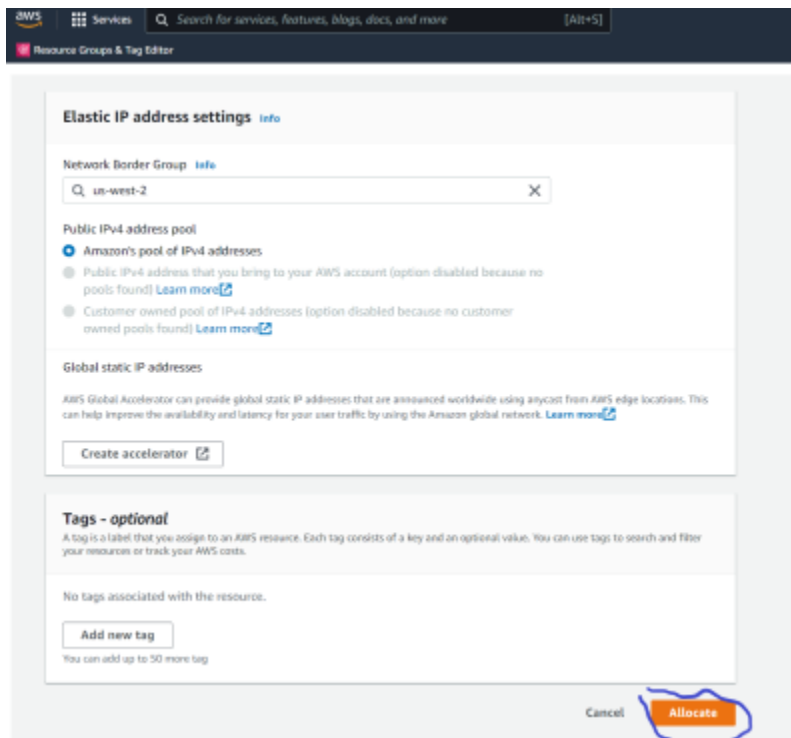 aws Services Search for services, features, blogs, docs, and more [Alt+S]
Resource Groups & Tag Editor
Elastic IP address settings Info
Network Border Group Info
us-west-2
Public IPv4 address pool
Amazon's pool of IPv4 addresses
Public IPv4 address that you bring to your AWS account (option disabled because no
pools found) Learn more
Customer owned pool of IPv4 addresses (option disabled because no customer
owned pools found) Learn more
Global static IP addresses
AWS Global Accelerator can provide global static IP addresses that are announced worldwide using anycast from AWS edge locations. This
can help improve the availability and latency for your user traffic by using the Amazon global network. Learn more
Create accelerator
Tags - optional
A tag is a label that you assign to an AWS resource. Each tag consists of a key and an optional value. You can use tags to search and filter
your resources or track your AWS costs.
No tags associated with the resource.
Add new tag
You can add up to 50 more tag
Cancel Allocate